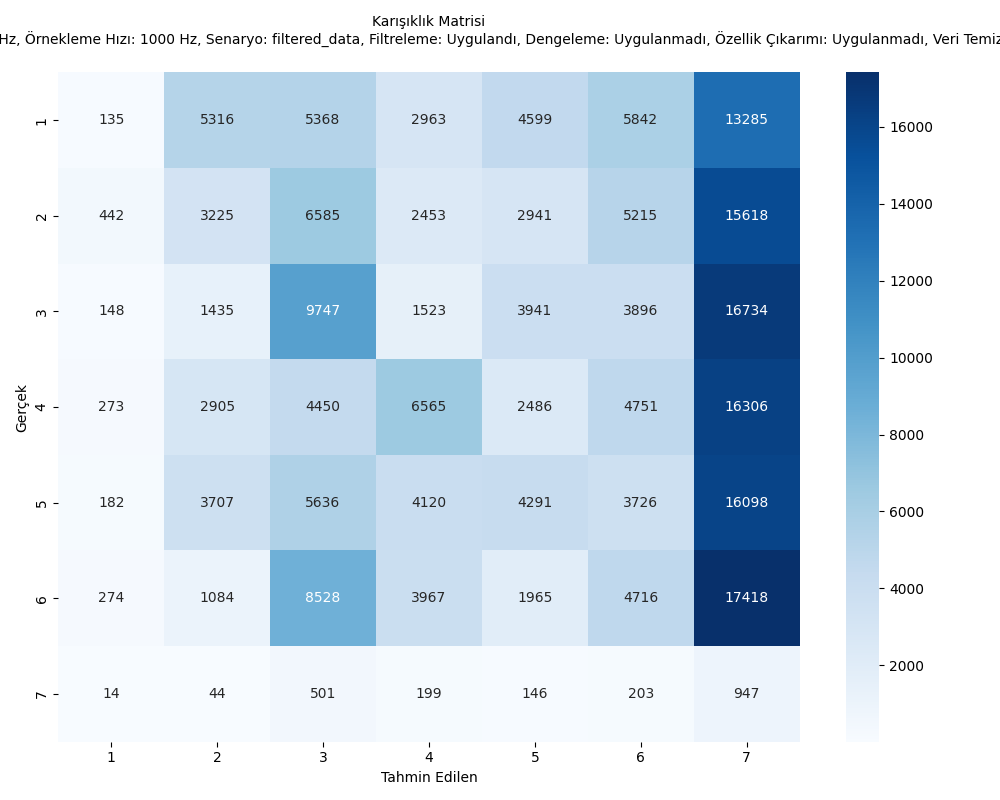 Karışıklık Matrisi
Hz, Örnekleme Hızı: 1000 Hz, Senaryo: filtered_data, Filtreleme: Uygulandı, Dengeleme: Uygulanmadı, Özellik Çıkarımı: Uygulanmadı, Veri Temiz
1 135 5316 5368 2963 4599 5842 13285
2 442 3225 6585 2453 2941 5215 15618
3 148 1435 9747 1523 3941 3896 16734
4 273 2905 4450 6565 2486 4751 16306
5 182 3707 5636 4120 4291 3726 16098
6 274 1084 8528 3967 1965 4716 17418
7 14 44 501 199 146 203 947
1 2 3 4 5 6 7
Gerçek
Tahmin Edilen
16000
14000
12000
10000
8000
6000
4000
2000